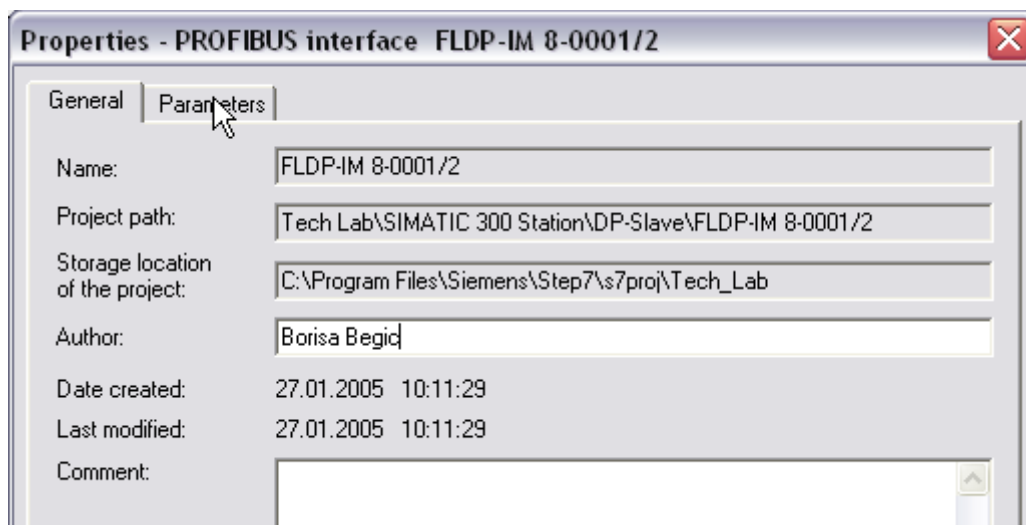 Properties - PROFIBUS interface  FLDP-IM 8-0001/2
General
Parameters
Name:
FLDP-IM 8-0001/2
Project path:
Tech Lab\SIMATIC 300 Station\DP-Slave\FLDP-IM 8-0001/2
Storage location
of the project:
C:\Program Files\Siemens\Step7\s7proj\Tech_Lab
Author:
Borisa Begic
Date created:
27.01.2005   10:11:29
Last modified:
27.01.2005   10:11:29
Comment: